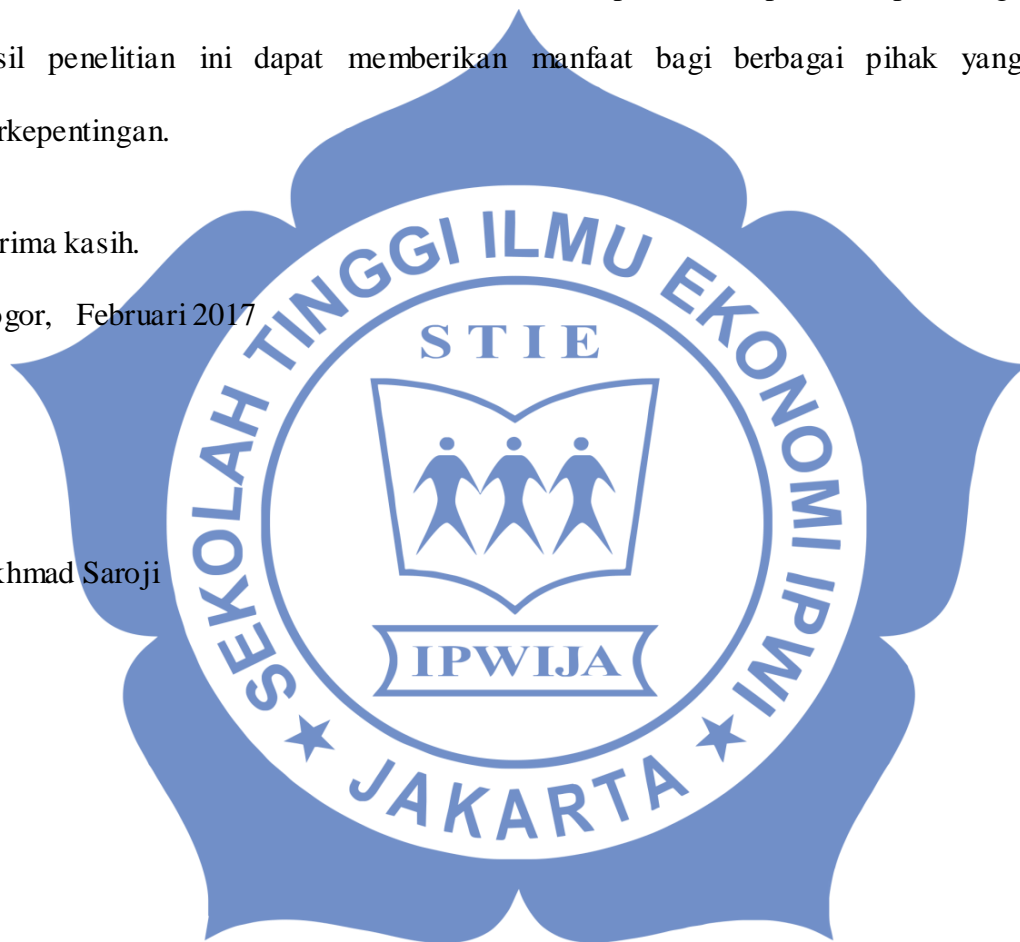 sil penelitian ini dapat memberikan manfaat bagi berbagai pihak yang
rkepentingan.
rima kasih.
gor, Februari 2017
khmad Saroji
SEKOLAH TINGGI ILMU EKONOMI IPWI
STIE
IPWIJA
★ JAKARTA ★